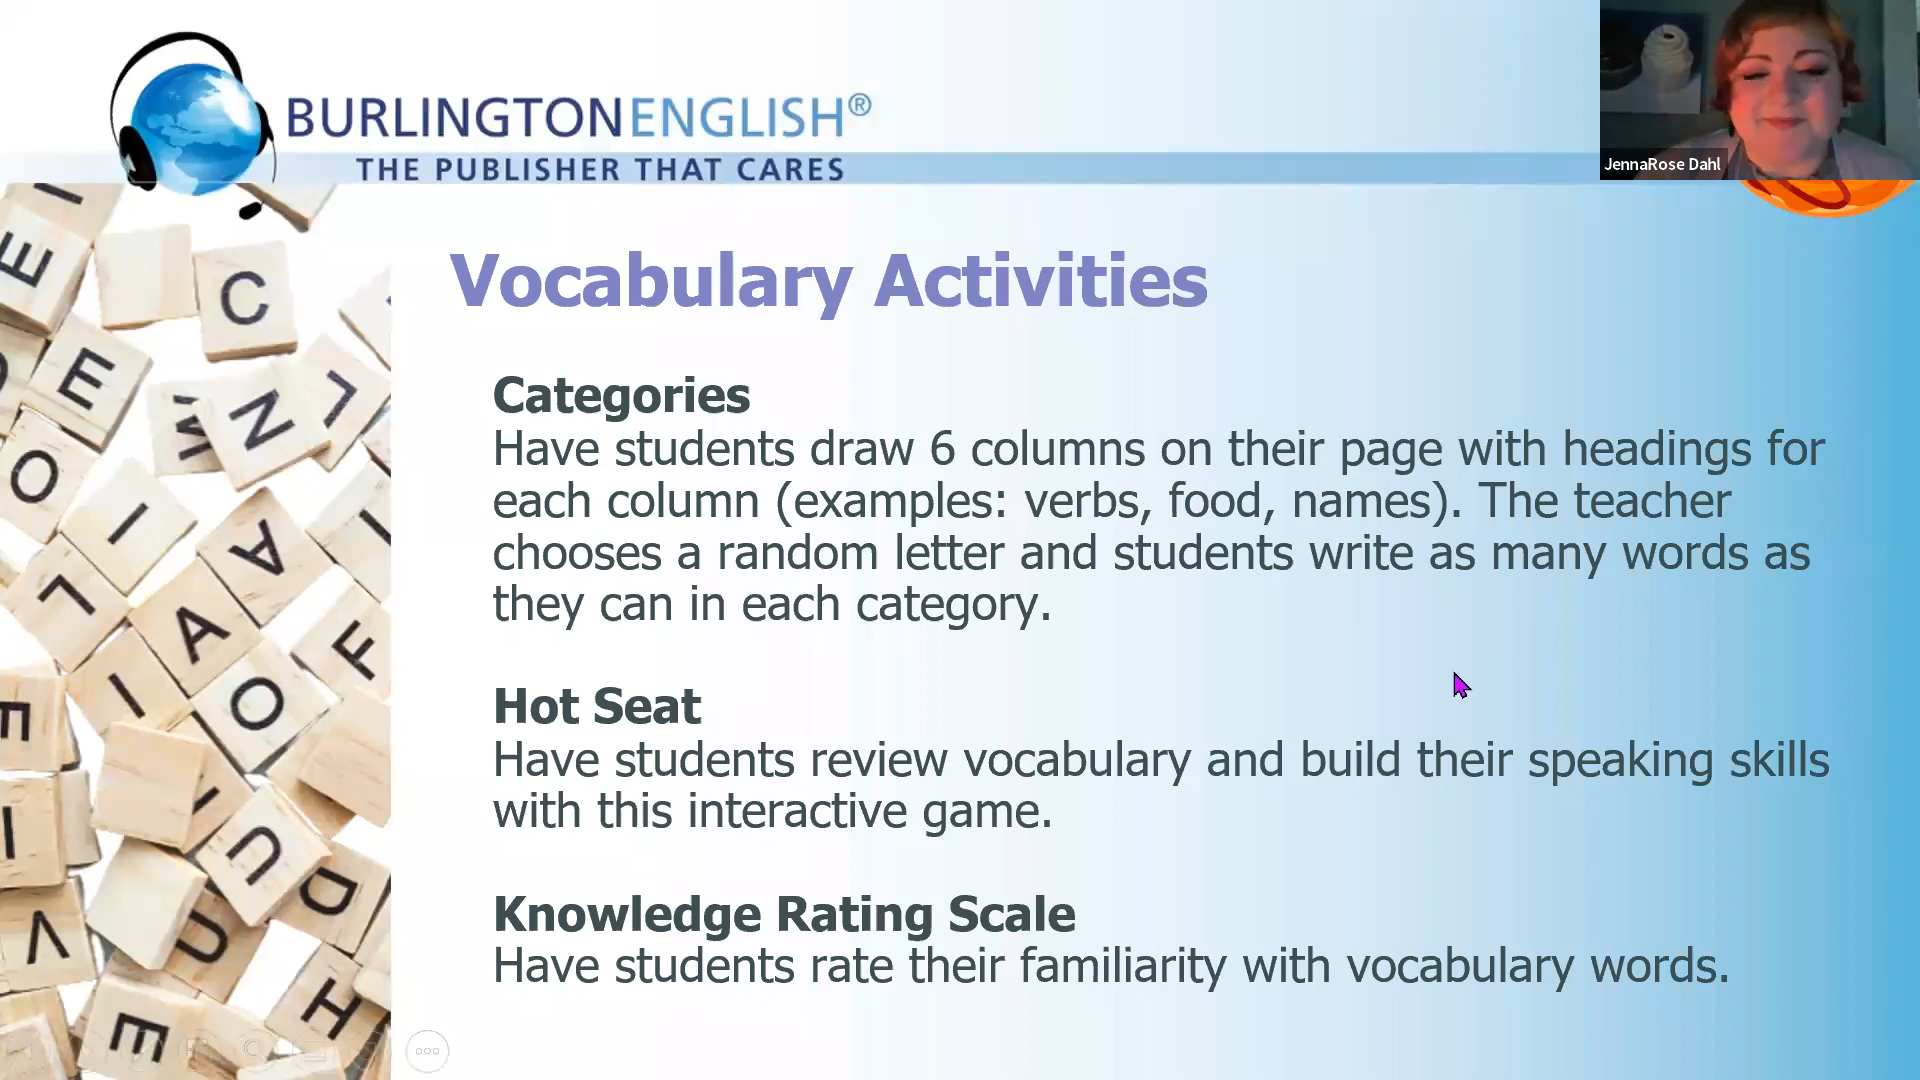 BURLINGTONENGLISH®
THE PUBLISHER THAT CARES
JennaRose Dahl
Vocabulary Activities
Categories
Have students draw 6 columns on their page with headings for
each column (examples: verbs, food, names). The teacher
chooses a random letter and students write as many words as
they can in each category.
Hot Seat
Have students review vocabulary and build their speaking skills
with this interactive game.
Knowledge Rating Scale
Have students rate their familiarity with vocabulary words.
E
C
E
W
N
L
O
I
A
L
A
F
I
O
E
I
U
D
V
U
H
E